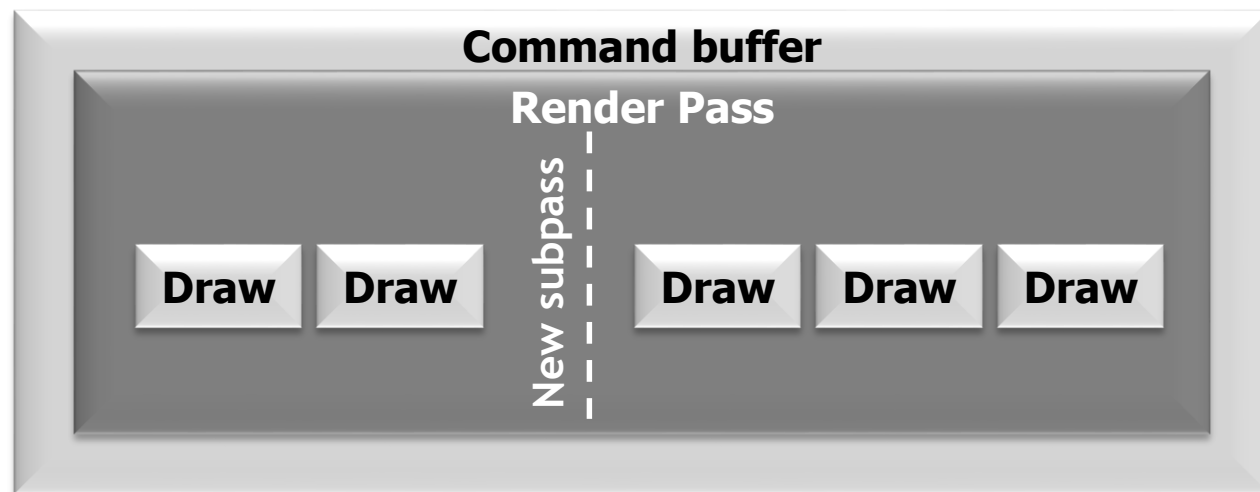 Command buffer
Render Pass
New subpass
Draw
Draw
Draw
Draw
Draw